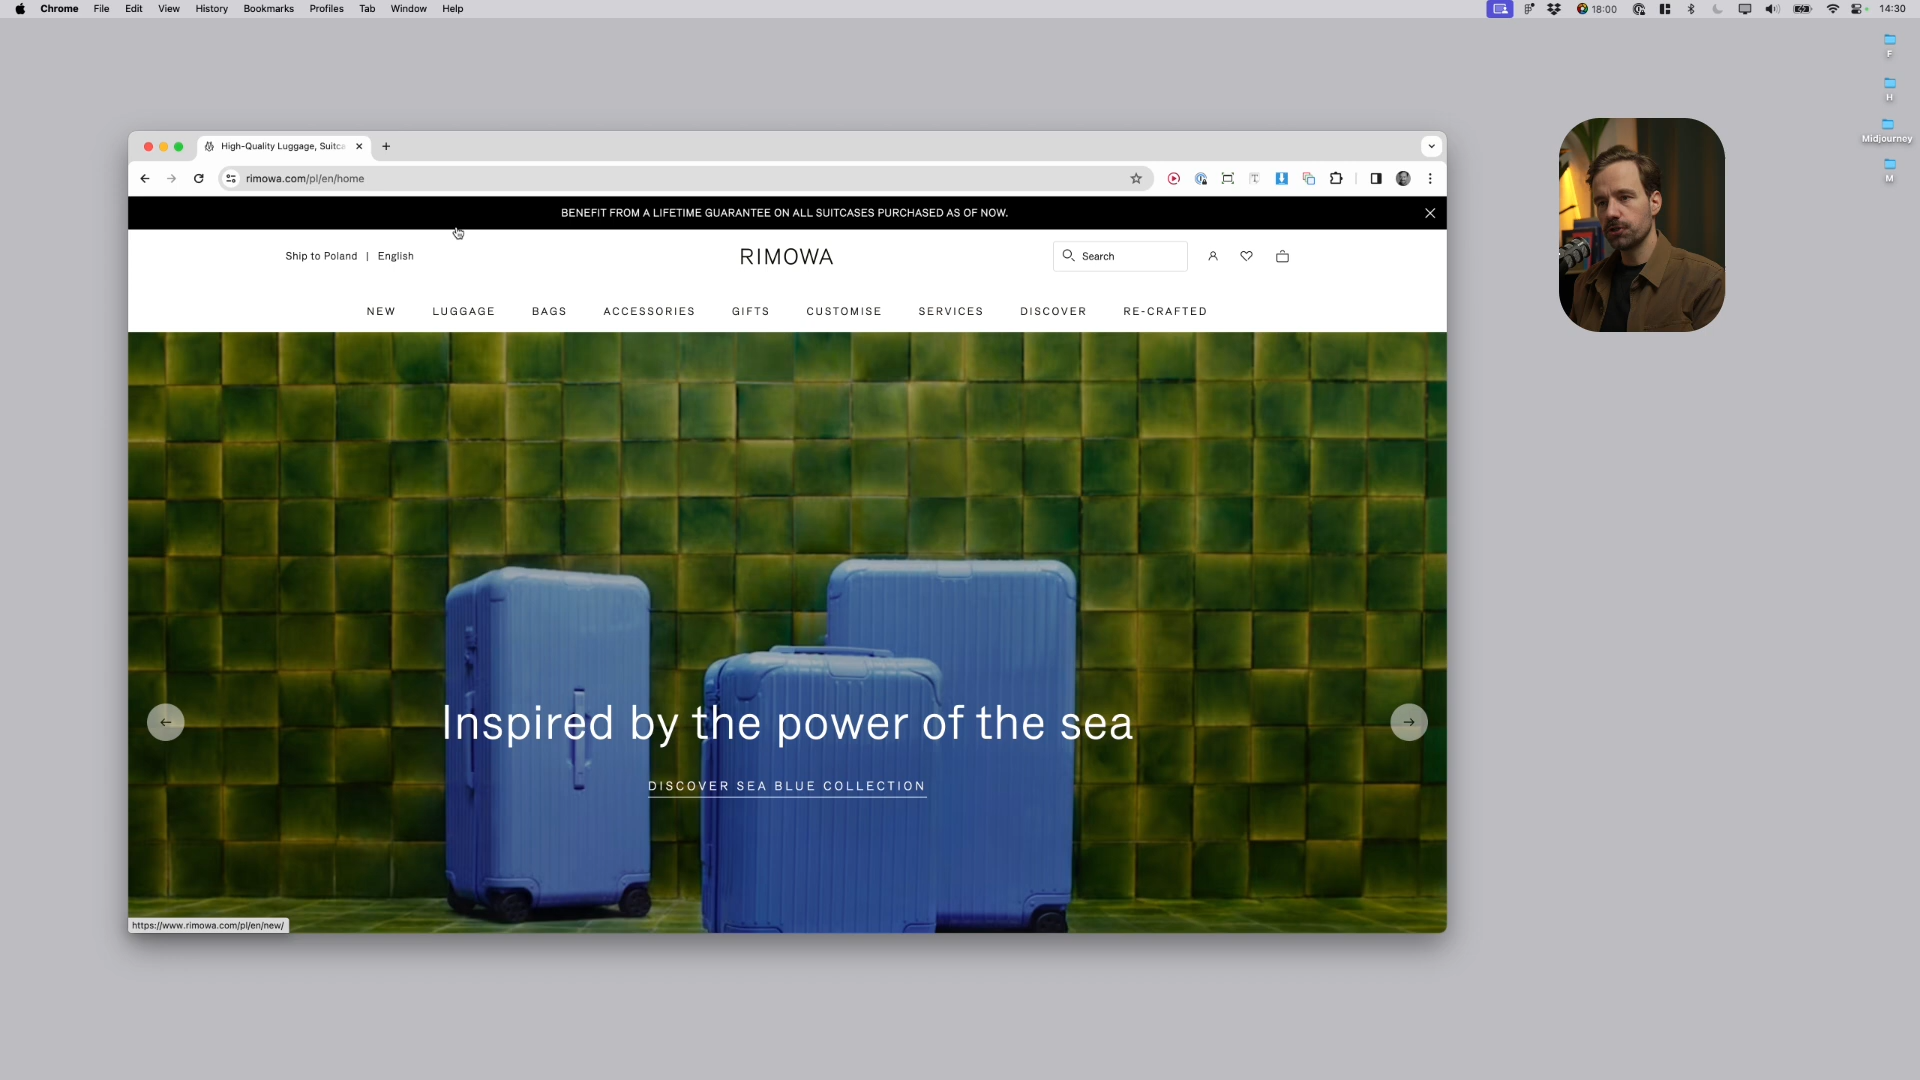 Chrome File Edit View History Bookmarks Profiles Tab Window Help
18:00
14:30
F
H
Midjourney
M
High-Quality Luggage, Suitca
rimowa.com/pl/en/home
BENEFIT FROM A LIFETIME GUARANTEE ON ALL SUITCASES PURCHASED AS OF NOW.
Ship to Poland | English
RIMOWA
Search
NEW LUGGAGE BAGS ACCESSORIES GIFTS CUSTOMISE SERVICES DISCOVER RE-CRAFTED
Inspired by the power of the sea
DISCOVER SEA BLUE COLLECTION
https://www.rimowa.com/pl/en/new/